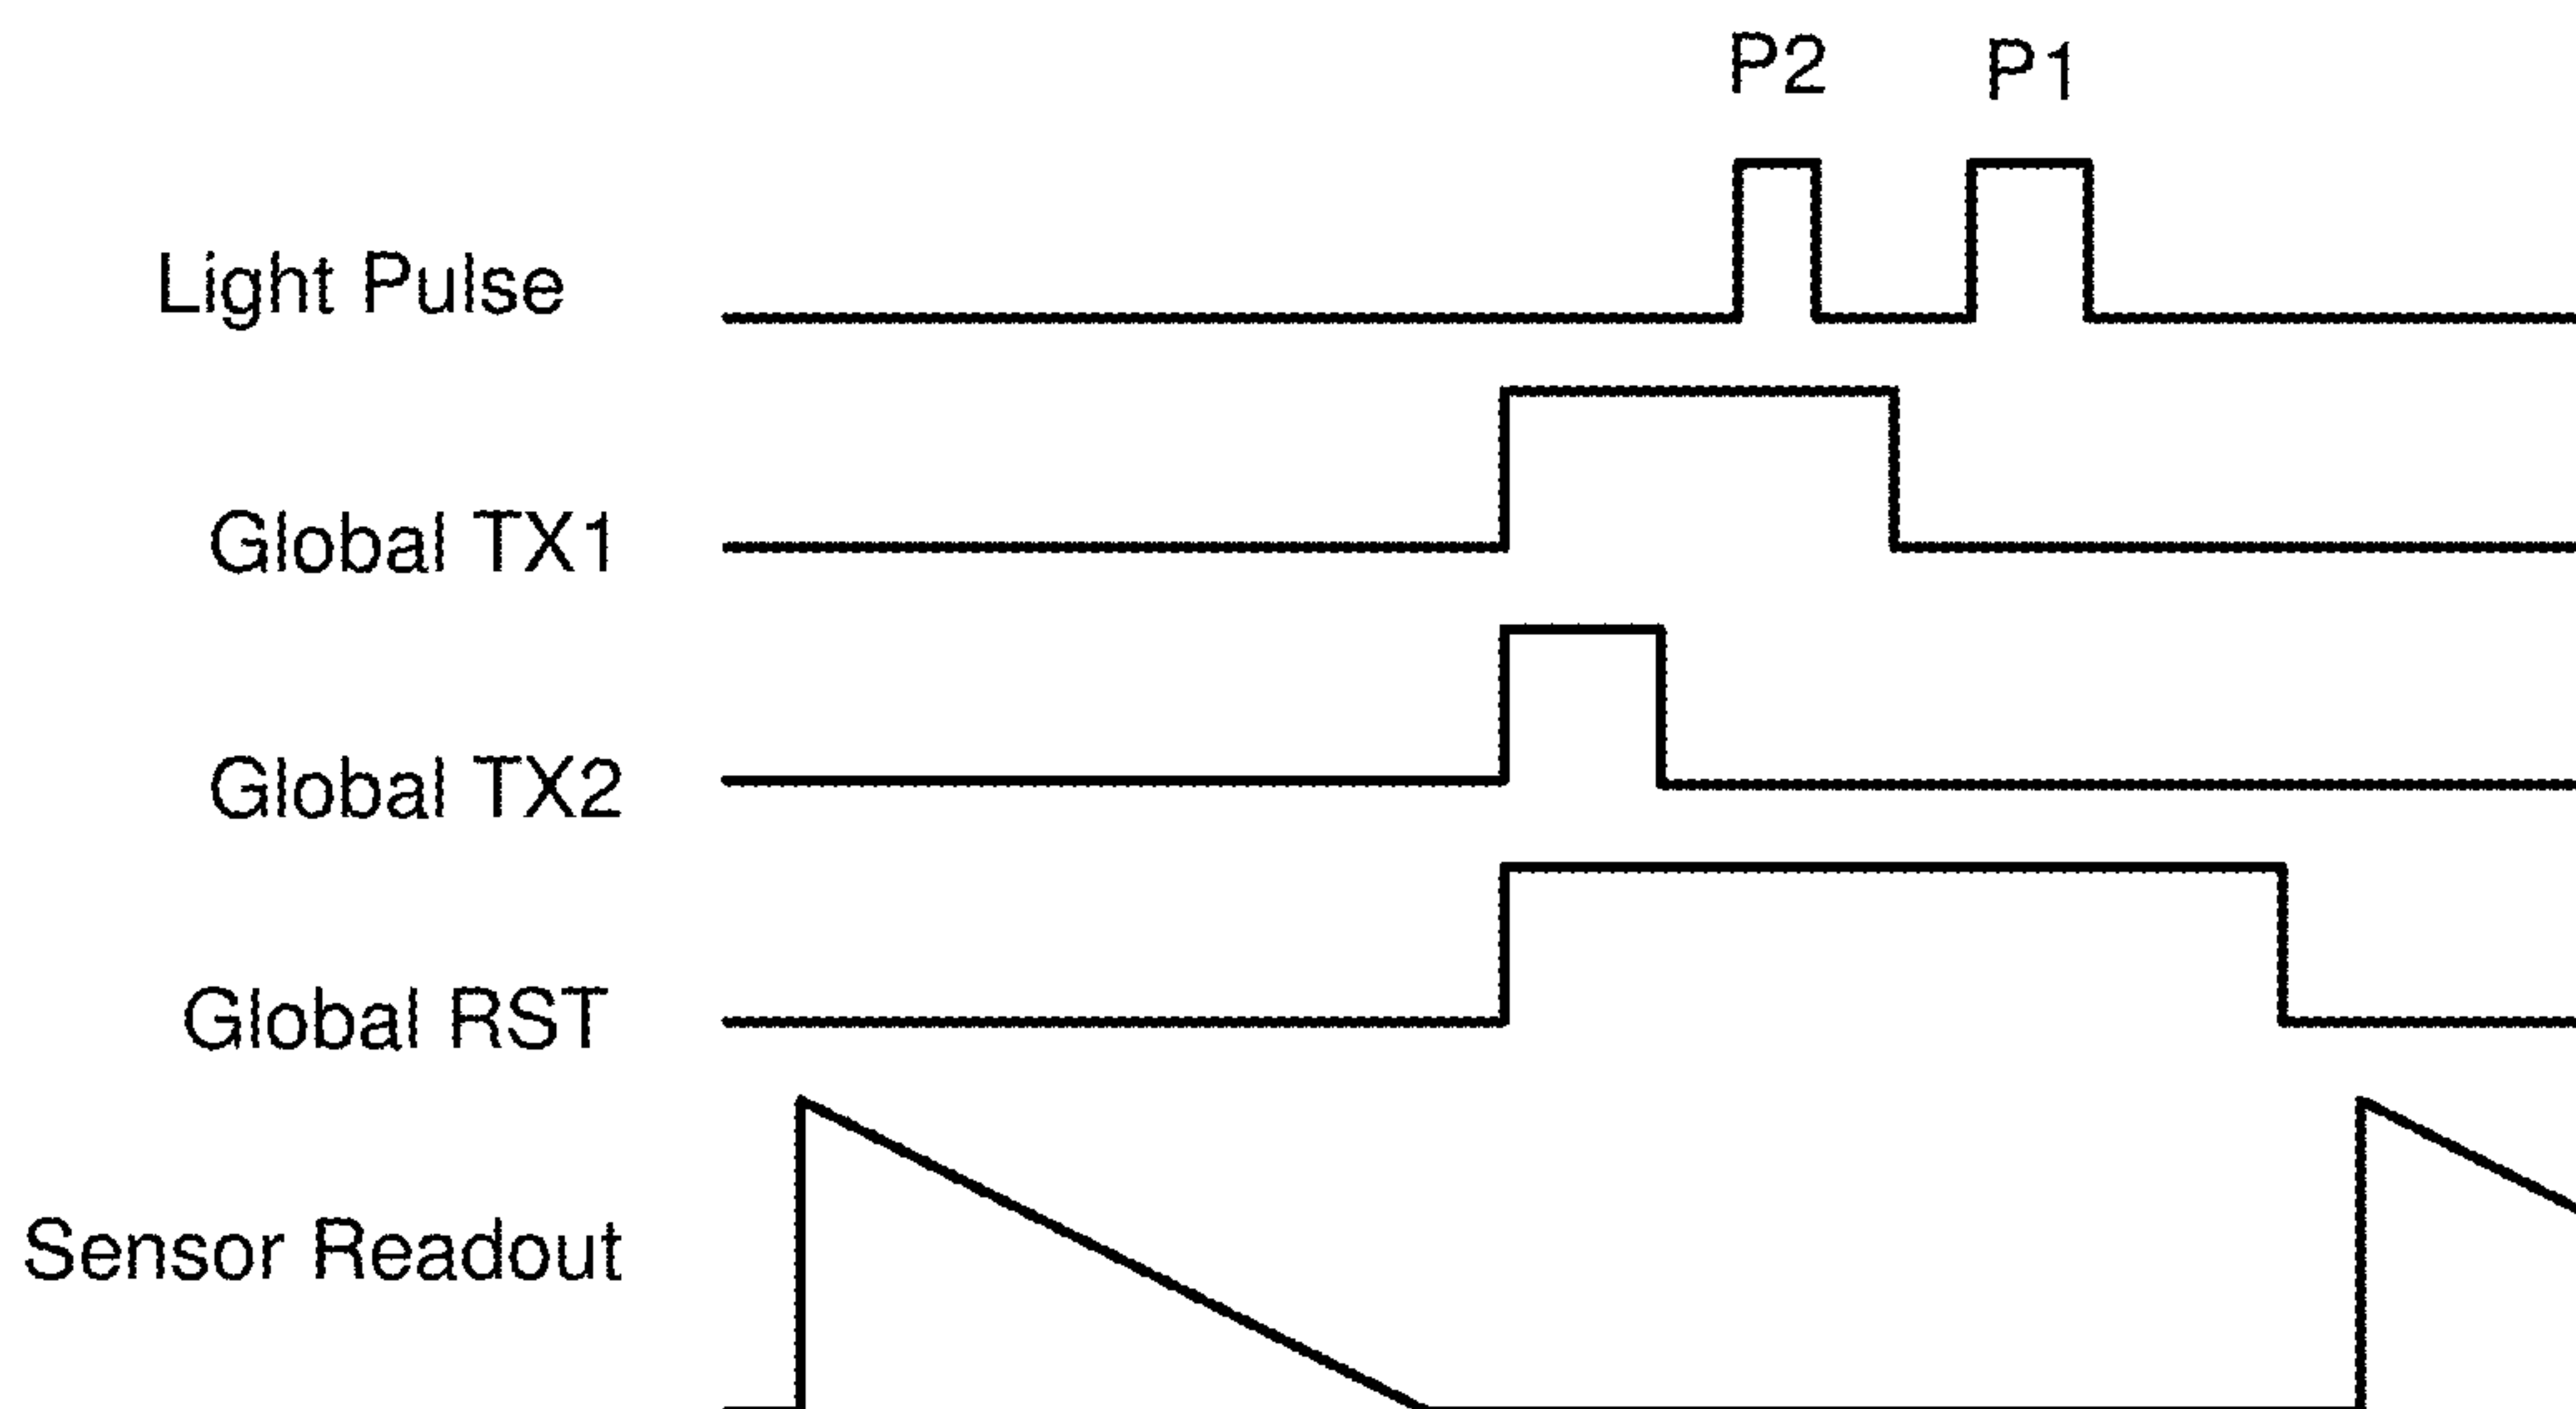 P2 P1
Light Pulse
Global TX1
Global TX2
Global RST
Sensor Readout